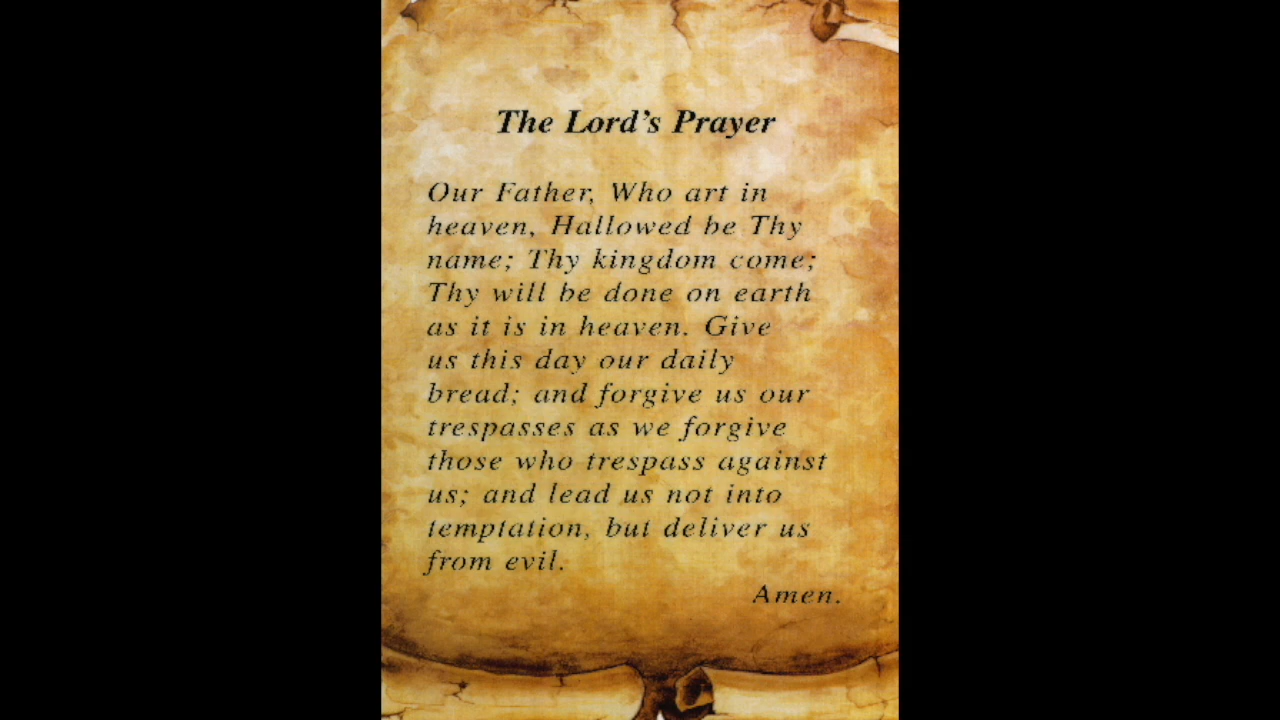 The Lord's Prayer
Our Father, Who art in
heaven, Hallowed be Thy
name; Thy kingdom come;
Thy will be done on earth
as it is in heaven. Give
us this day our daily
bread; and forgive us our
trespasses as we forgive
those who trespass against
us; and lead us not into
temptation, but deliver us
from evil.
Amen.